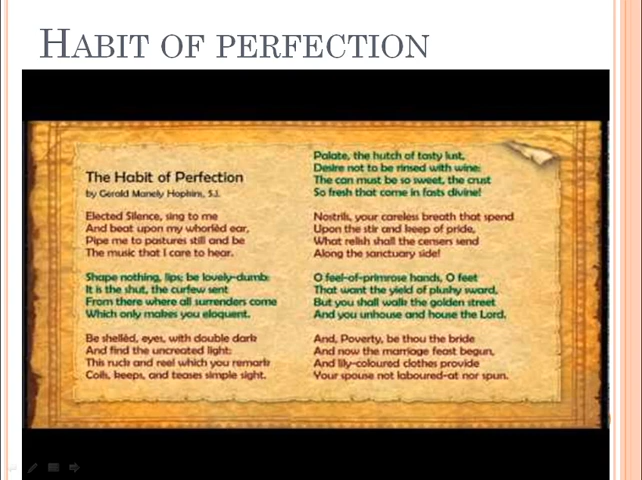 HABIT OF PERFECTION
The Habit of Perfection
by Gerald Manely Hopkins, S.J.
Elected Silence, sing to me
And beat upon my whorlèd ear,
Pipe me to pastures still and be
The music that I care to hear.
Shape nothing, lips; be lovely-dumb:
It is the shut, the curfew sent
From there where all surrenders come
Which only makes you eloquent.
Be shellèd, eyes, with double dark
And find the uncreated light:
This ruck and reel which you remark
Coils, keeps, and teases simple sight.
Palate, the hutch of tasty lust,
Desire not to be rinsed with wine:
The can must be so sweet, the crust
So fresh that come in fasts divine!
Nostrils, your careless breath that spend
Upon the stir and keep of pride,
What relish shall the censers send
Along the sanctuary side!
O feel-of-primrose hands, O feet
That want the yield of plushy sward,
But you shall walk the golden street
And you unhouse and house the Lord.
And, Poverty, be thou the bride
And now the marriage feast begun,
And lily-coloured clothes provide
Your spouse not laboured-at nor spun.